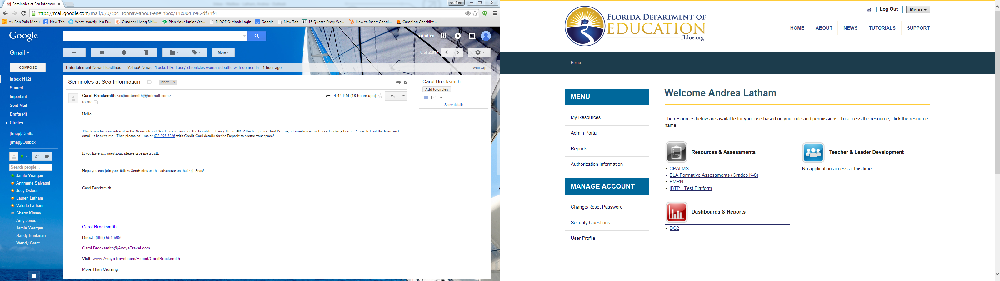 Seminoles at Sea Informat
Andrea
https://mail.google.com/mail/u/0/?pc=topnav-about-en#inbox/14c0048982df34f4
Au Bon Pain Menu
New Tab
What, exactly, is a Pr...
Outdoor Living Skill...
Plan Your Junior Yea...
FLDOE Outlook Login
Google
New Tab
15 Quotes Every Wo...
How to Insert Googl...
Camping Checklist ...
Google
+Andrea
Gmail
More
6 of 2,017
COMPOSE
Entertainment News Headlines — Yahoo! News - 'Looks Like Laury' chronicles woman's battle with dementia - 1 hour ago
Web Clip
Inbox (112)
Starred
Important
Sent Mail
Drafts (4)
Circles
[Imap]/Drafts
[Imap]/Outbox
Search people...
Jamie Yeargan
Annmarie Salvagni
Jody Osteen
Lauren Latham
Valerie Latham
Sherry Kinsey
Amy Jones
Jamie Yeargan
Sandy Brinkman
Wendy Grant
Seminoles at Sea Information
Inbox x
Carol Brocksmith <csjbrocksmith@hotmail.com>
4:44 PM (18 hours ago)
to me
Hello,
Thank you for your interest in the Seminoles at Sea Disney cruise on the beautiful Disney Dream®!  Attached please find Pricing Information as well as a Booking Form.  Please fill out the form, and
email it back to me.  Then please call me at 678-395-5226 with Credit Card details for the Deposit to secure your space!
If you have any questions, please give me a call.
Hope you can join your fellow Seminoles on this adventure on the high Seas!
Carol Brocksmith
Carol Brocksmith
Direct: (888) 651-6096
Carol.Brocksmith@AvoyaTravel.com
Visit: www.AvoyaTravel.com/Expert/CarolBrocksmith
More Than Cruising
Carol Brocksmith
Add to circles
Show details
FLORIDA DEPARTMENT OF
EDUCATION
fldoe.org
Log Out
Menu
HOME
ABOUT
NEWS
TUTORIALS
SUPPORT
Home
MENU
My Resources
Admin Portal
Reports
Authorization Information
MANAGE ACCOUNT
Change/Reset Password
Security Questions
User Profile
Welcome Andrea Latham
The resources below are available for your use based on your role and permissions. To access the resource, click the resource
name.
Resources & Assessments
• CPALMS
• ELA Formative Assessments (Grades K-8)
• PMRN
• IBTP - Test Platform
Teacher & Leader Development
No application access at this time
Dashboards & Reports
• DQ2